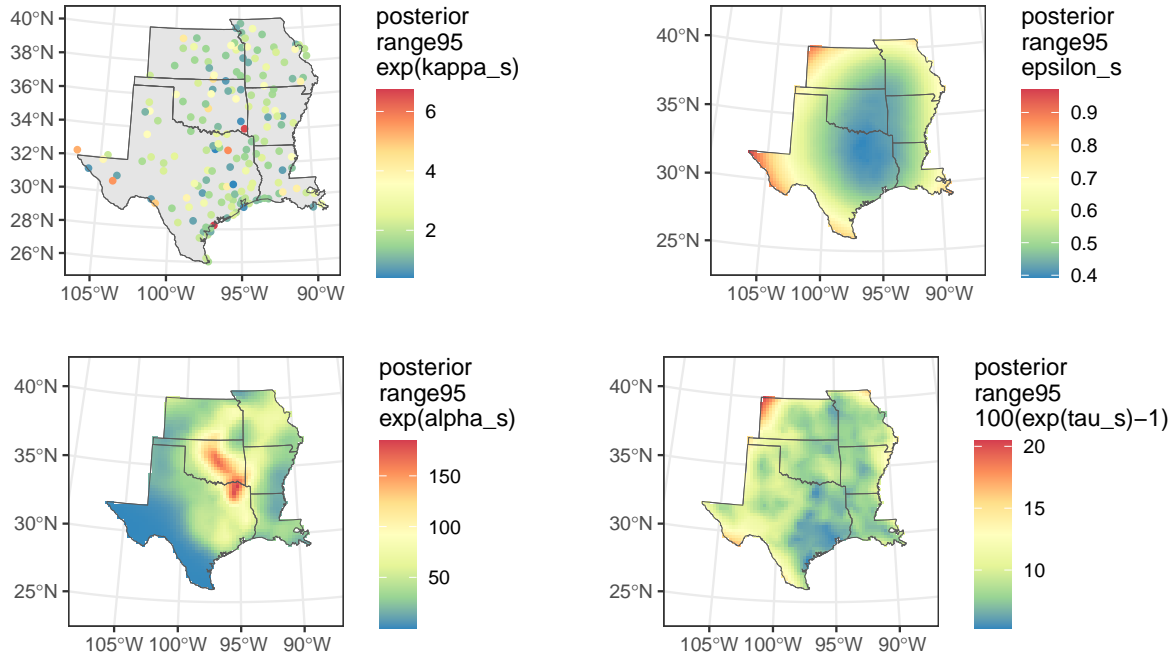 posterior
range95
exp(kappa_s)
40°N
38°N
36°N
34°N
32°N
30°N
28°N
26°N
6
4
2
105°W 100°W 95°W 90°W
posterior
range95
epsilon_s
40°N
35°N
30°N
25°N
0.9
0.8
0.7
0.6
0.5
0.4
105°W 100°W 95°W 90°W
posterior
range95
exp(alpha_s)
40°N
35°N
30°N
25°N
150
100
50
105°W 100°W 95°W 90°W
posterior
range95
100(exp(tau_s)−1)
40°N
35°N
30°N
25°N
20
15
10
105°W 100°W 95°W 90°W